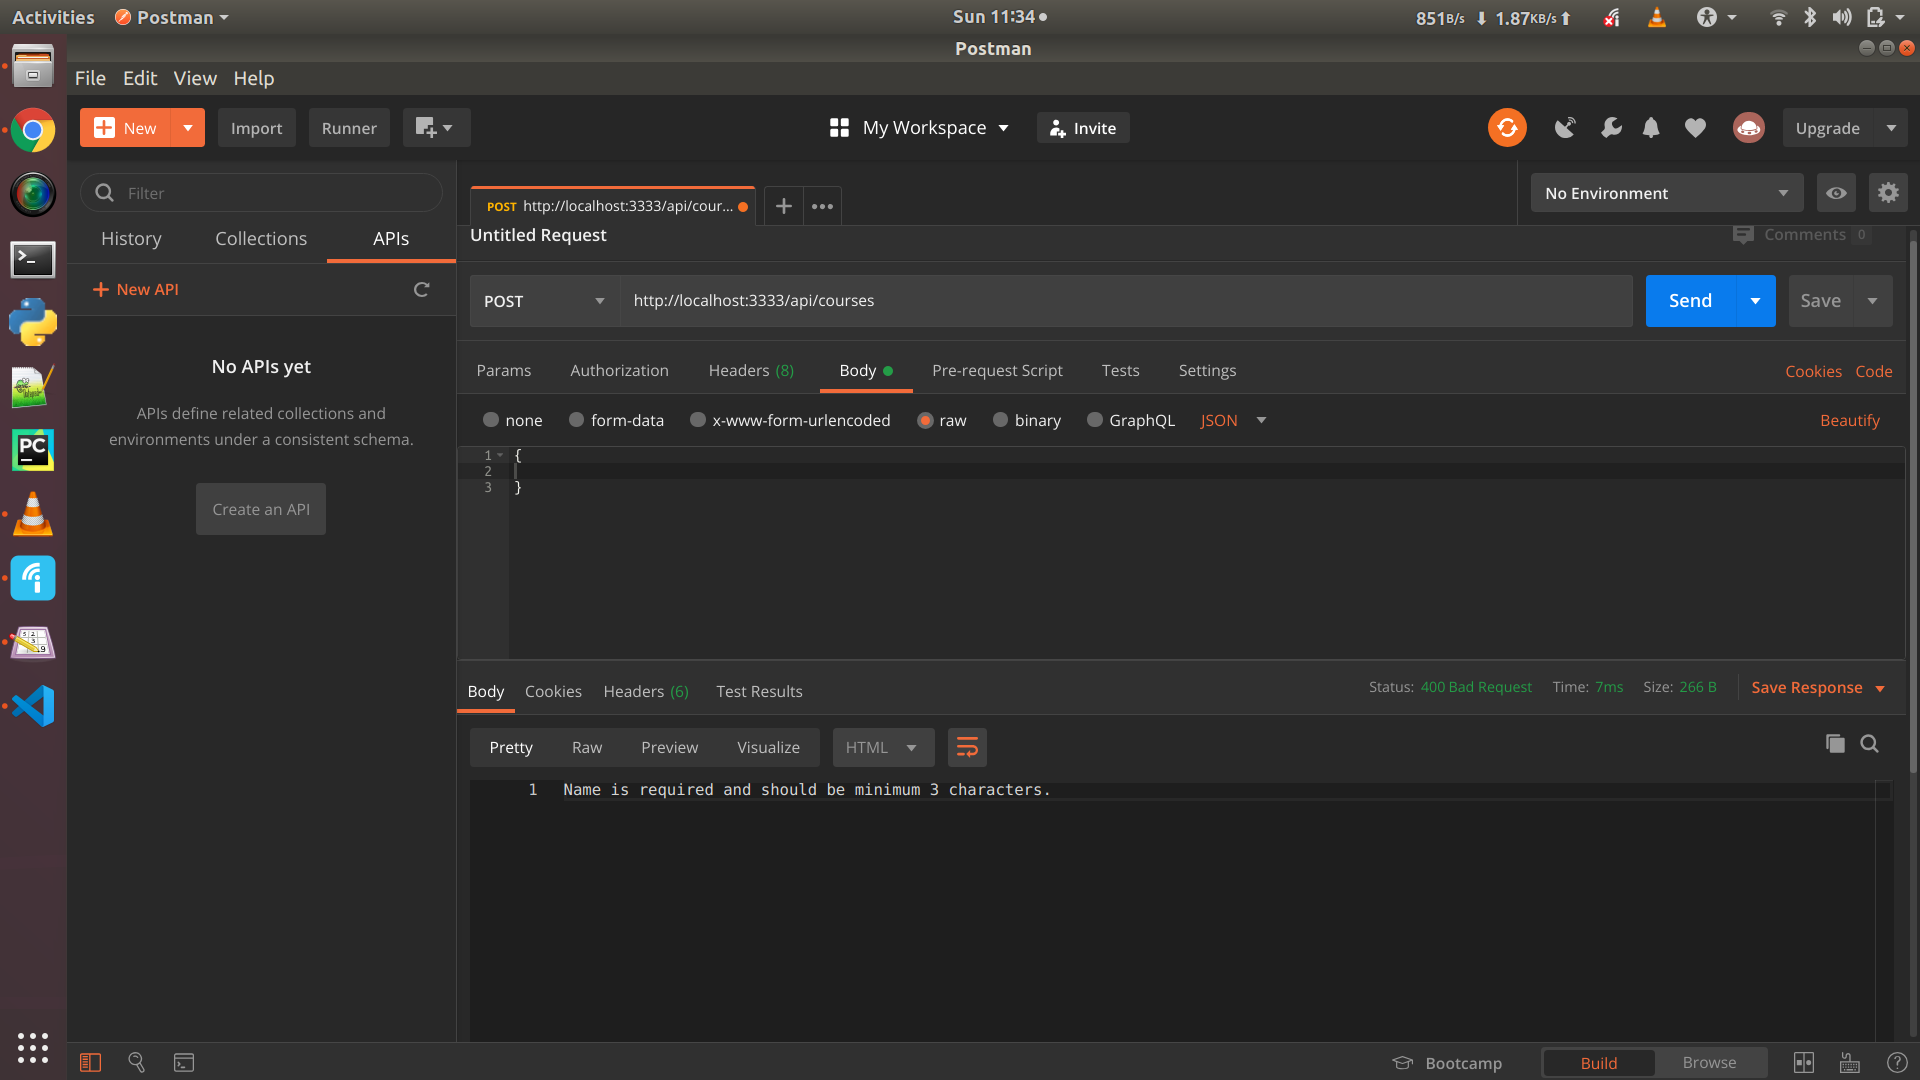 Activities Postman Sun 11:34 851B/s 1.87KB/s
Postman
File Edit View Help
New Import Runner My Workspace Invite Upgrade
Filter
History Collections APIs
New API
No APIs yet
APIs define related collections and
environments under a consistent schema.
Create an API
POST http://localhost:3333/api/cour... No Environment
Untitled Request Comments 0
POST http://localhost:3333/api/courses Send Save
Params Authorization Headers (8) Body Pre-request Script Tests Settings Cookies Code
none form-data x-www-form-urlencoded raw binary GraphQL JSON Beautify
1 {
2
3 }
Body Cookies Headers (6) Test Results Status: 400 Bad Request Time: 7ms Size: 266 B Save Response
Pretty Raw Preview Visualize HTML
1 Name is required and should be minimum 3 characters.
Bootcamp Build Browse
PC